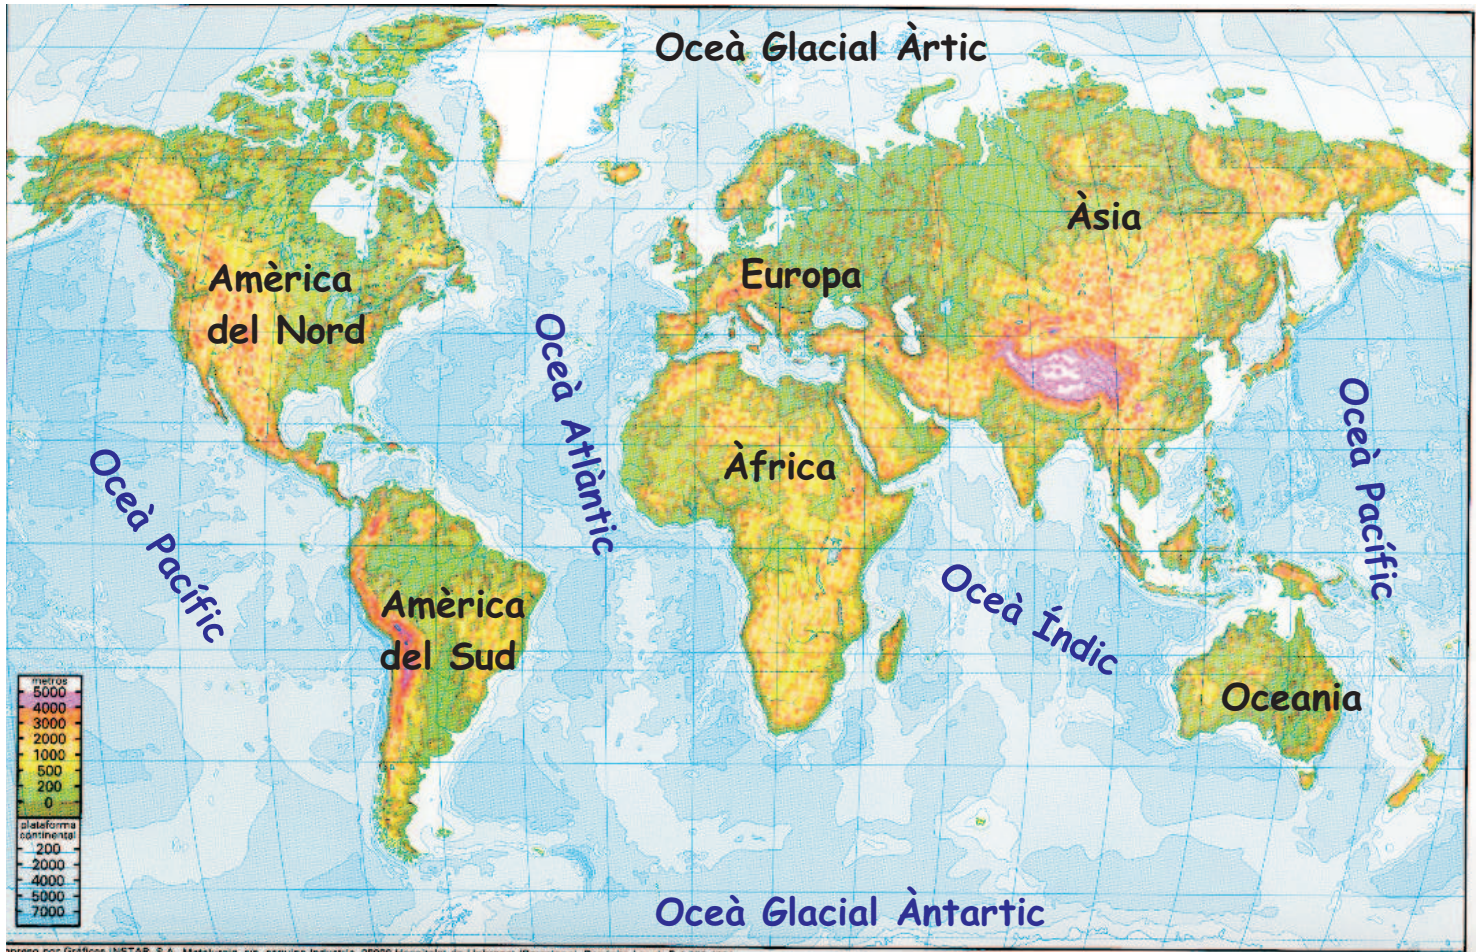 Oceà Glacial Àrtic
Àsia
Europa
Amèrica
del Nord
Oceà Atlàntic
Oceà Pacífic
Àfrica
Oceà Pacífic
Oceà Índic
Amèrica
del Sud
Oceania
metros
5000
4000
3000
2000
1000
500
200
0
plataforma
continental
200
2000
4000
5000
7000
Oceà Glacial Àntartic